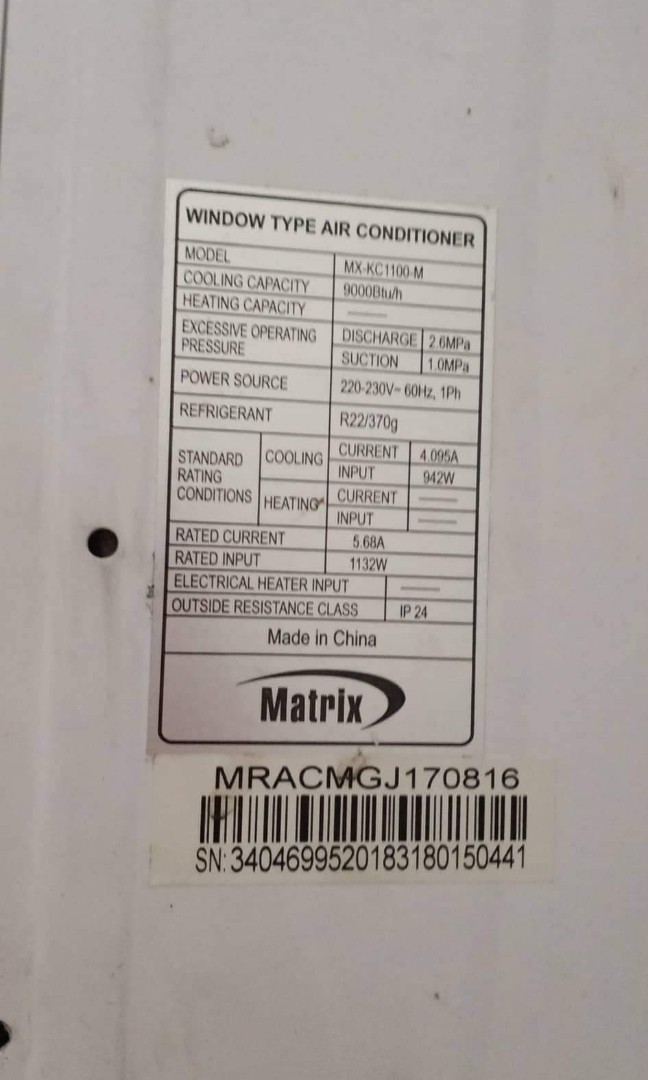 WINDOW TYPE AIR CONDITIONER
MODEL MX-KC1100-M
COOLING CAPACITY 9000Btu/h
HEATING CAPACITY ——
EXCESSIVE OPERATING PRESSURE DISCHARGE 2.6MPa
SUCTION 1.0MPa
POWER SOURCE 220-230V~ 60Hz, 1Ph
REFRIGERANT R22/370g
STANDARD RATING CONDITIONS COOLING CURRENT 4.095A
INPUT 942W
HEATING CURRENT ——
INPUT ——
RATED CURRENT 5.68A
RATED INPUT 1132W
ELECTRICAL HEATER INPUT ——
OUTSIDE RESISTANCE CLASS IP 24
Made in China
Matrix
MRACMGJ170816
SN: 3404699520183180150441